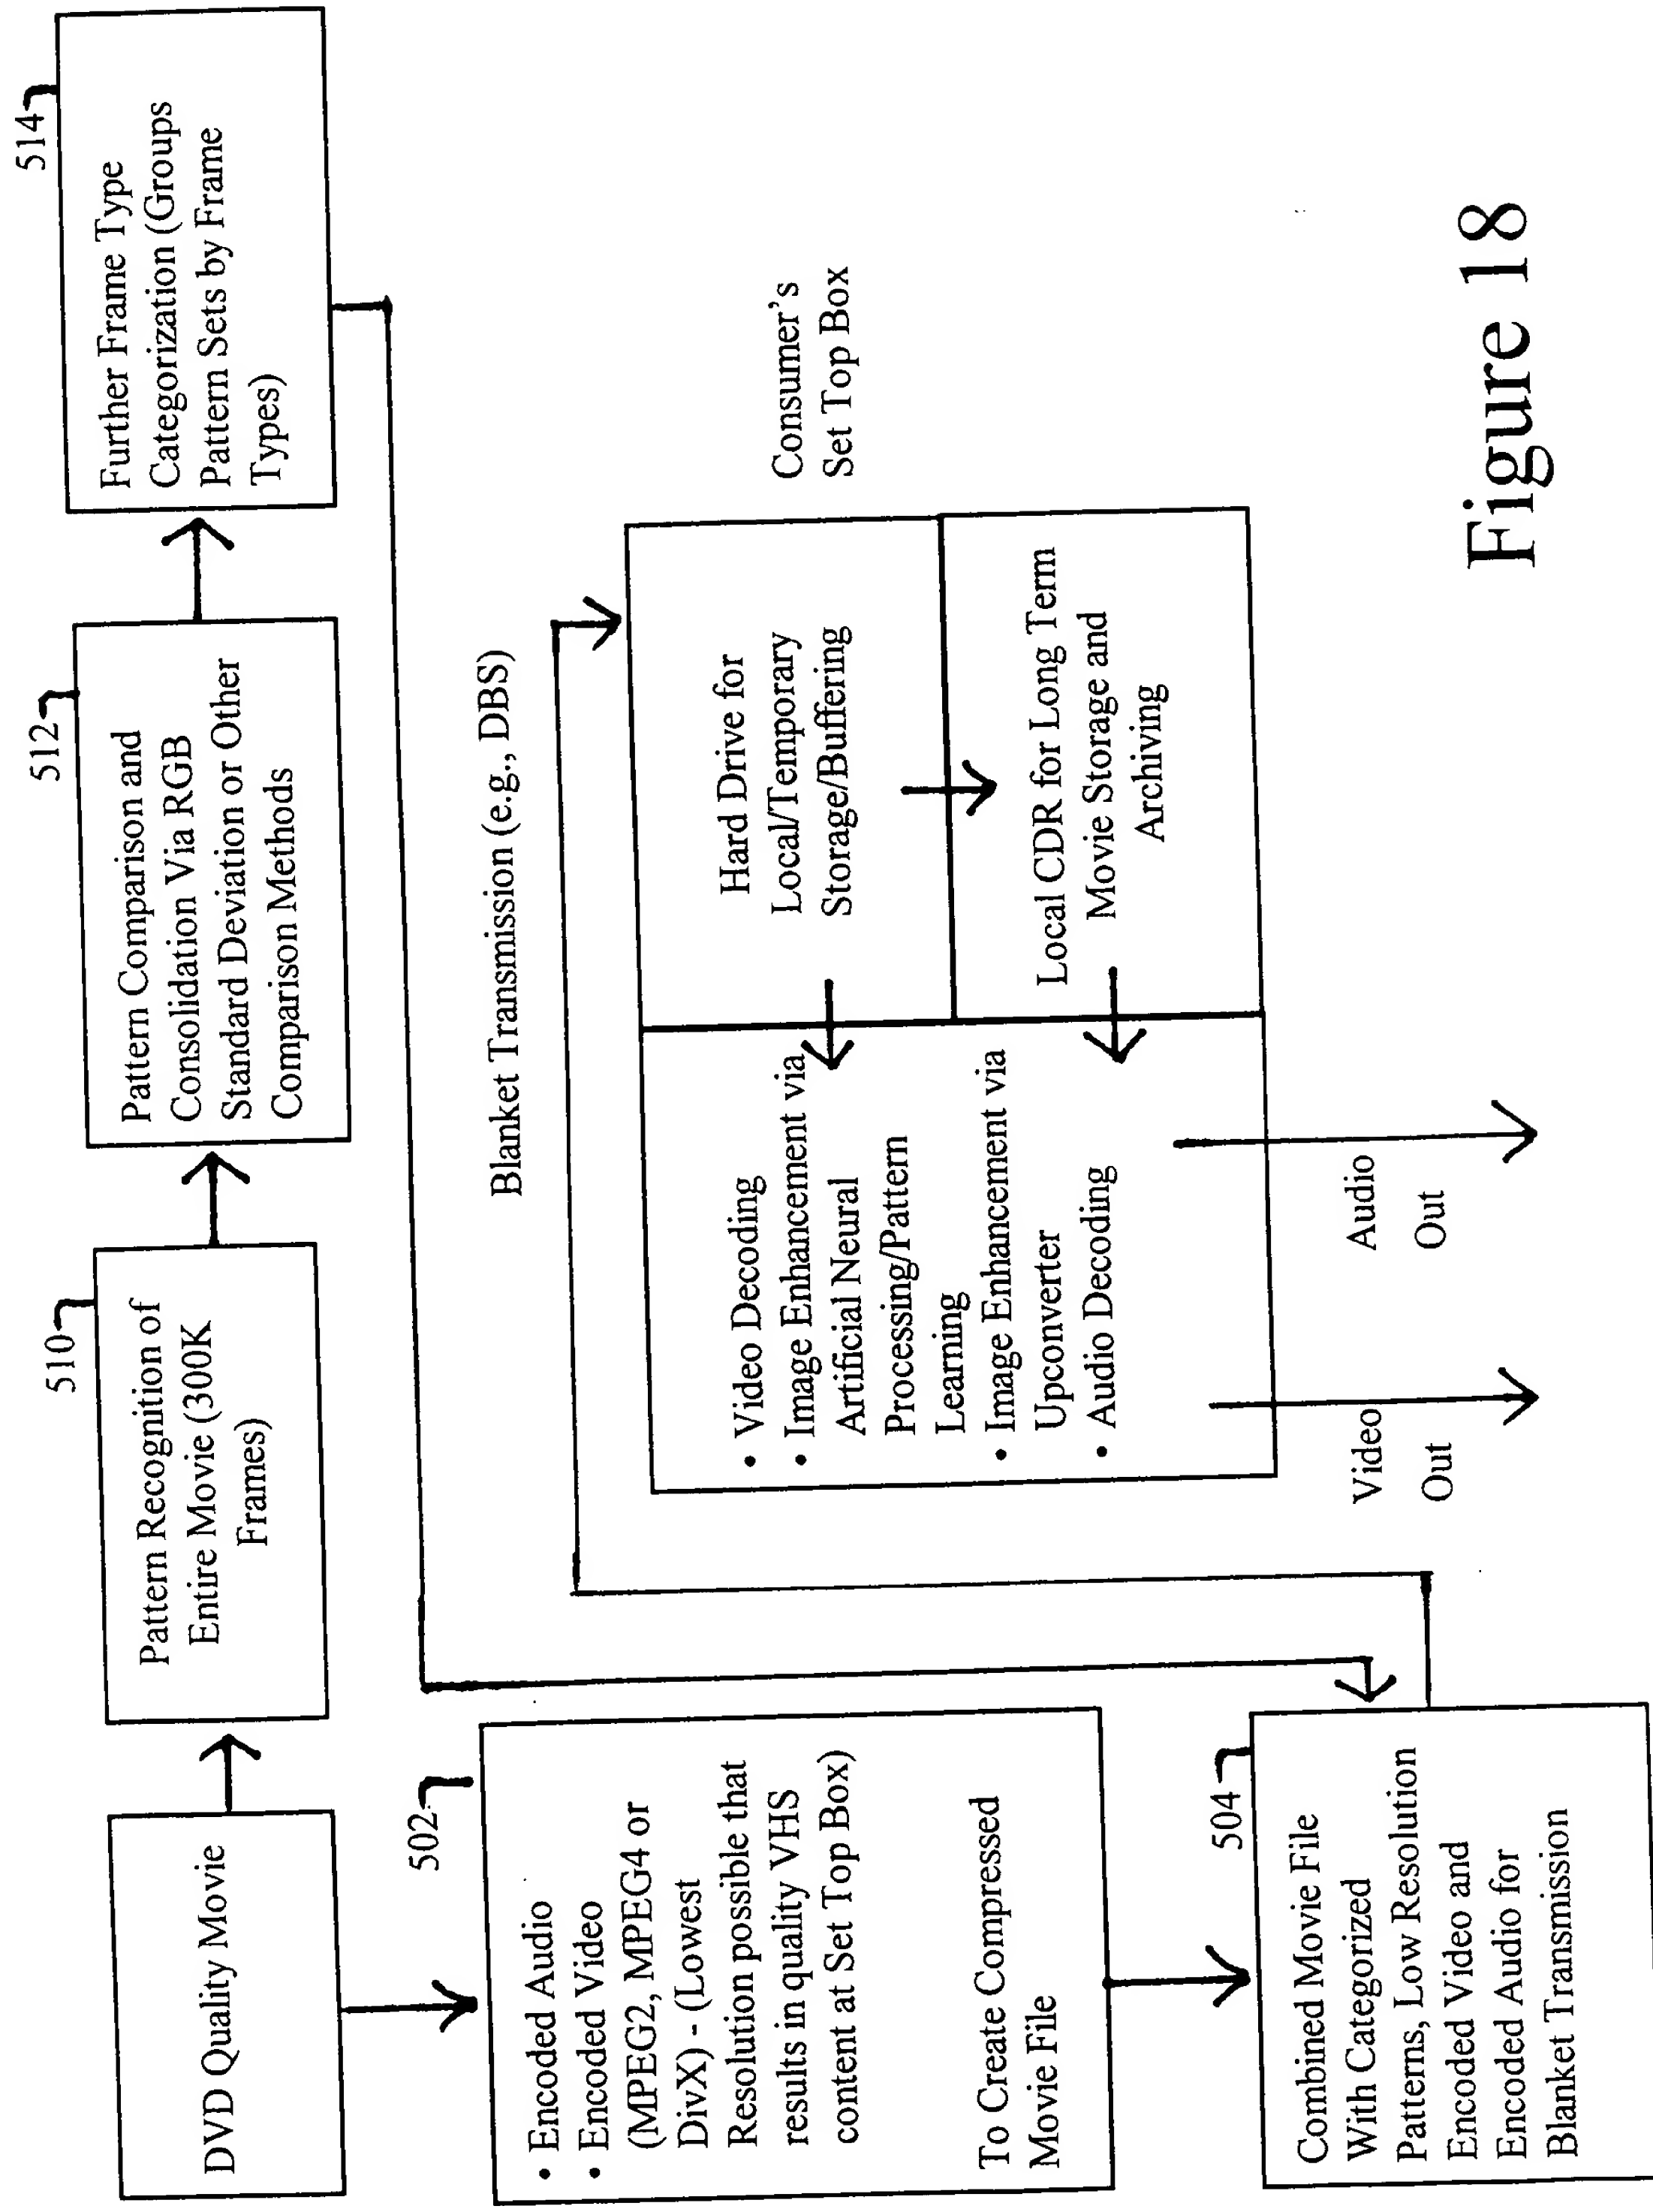 DVD Quality Movie
510
Pattern Recognition of
Entire Movie (300K
Frames)
512
Pattern Comparison and
Consolidation Via RGB
Standard Deviation or Other
Comparison Methods
514
Further Frame Type
Categorization (Groups
Pattern Sets by Frame
Types)
502
• Encoded Audio
• Encoded Video
(MPEG2, MPEG4 or
DivX) - (Lowest
Resolution possible that
results in quality VHS
content at Set Top Box)
To Create Compressed
Movie File
504
Combined Movie File
With Categorized
Patterns, Low Resolution
Encoded Video and
Encoded Audio for
Blanket Transmission
Blanket Transmission (e.g., DBS)
• Video Decoding
• Image Enhancement via
Artificial Neural
Processing/Pattern
Learning
• Image Enhancement via
Upconverter
• Audio Decoding
Hard Drive for
Local/Temporary
Storage/Buffering
Local CDR for Long Term
Movie Storage and
Archiving
Consumer's
Set Top Box
Video
Out
Audio
Out
Figure 18